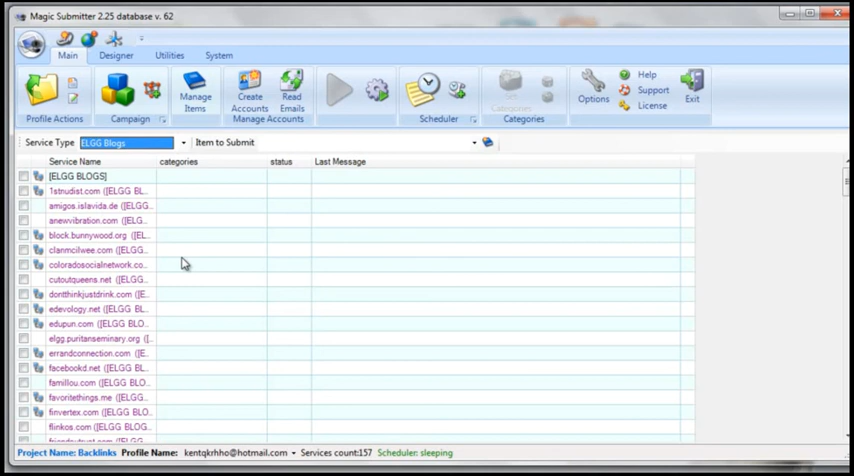 Magic Submitter 2.25 database v. 62
Main Designer Utilities System
Profile Actions
Campaign
Manage Items
Create Accounts
Read Emails
Manage Accounts
Scheduler
Categories
Options
Help
Support
License
Exit
Service Type ELGG Blogs Item to Submit
Service Name categories status Last Message
[ELGG BLOGS]
1stnudist.com ([ELGG BL..
amigos.islavida.de ([ELGG..
anewvibration.com ([ELGG..
block.bunnywood.org ([EL..
clanmcilwee.com ([ELGG..
coloradosocialnetwork.co..
cutoutqueens.net ([ELGG..
dontthinkjustdrink.com ([E..
edevology.net ([ELGG BL..
edupun.com ([ELGG BLO..
elgg.puritanseminary.org ([..
errandconnection.com ([E..
facebookd.net ([ELGG BL..
famillou.com ([ELGG BLO..
favoritethings.me ([ELGG..
finvertex.com ([ELGG BL..
flinkos.com ([ELGG BLOG..
Project Name: Backlinks Profile Name: kentqkrhho@hotmail.com Services count:157 Scheduler: sleeping